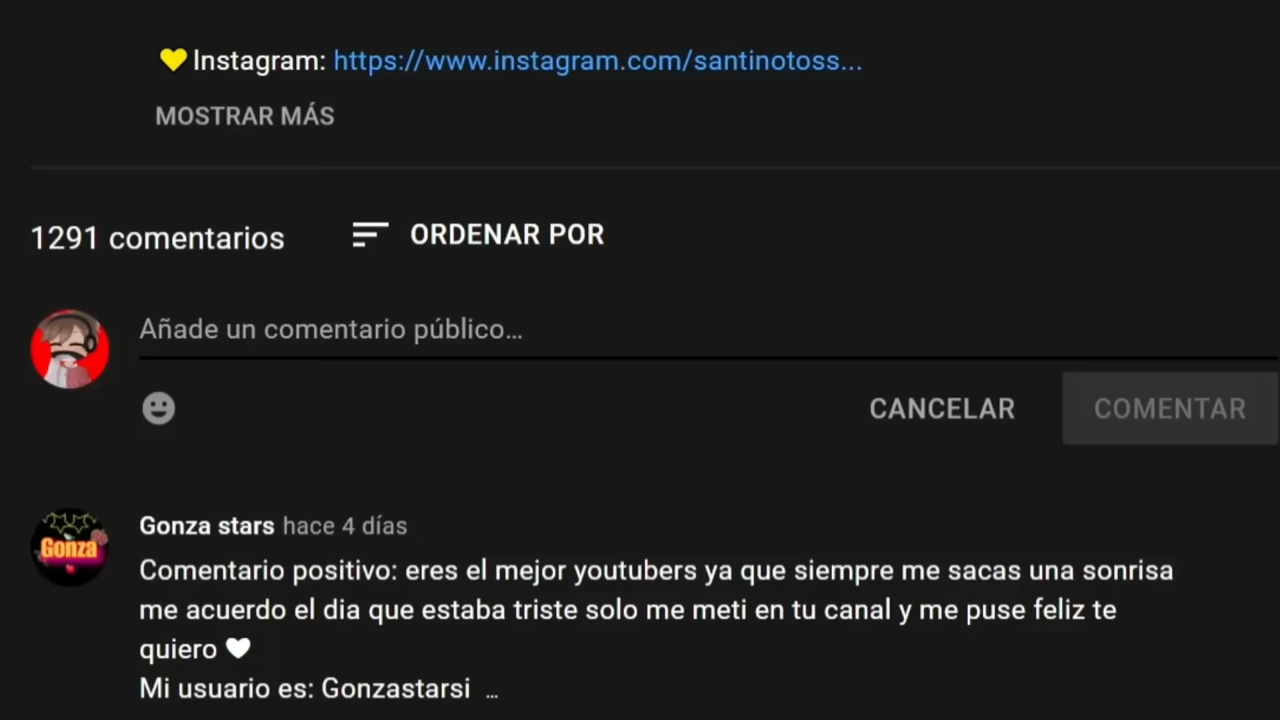 💛Instagram: https://www.instagram.com/santinotoss...
MOSTRAR MÁS
1291 comentarios
ORDENAR POR
Añade un comentario público...
CANCELAR
COMENTAR
Gonza
Gonza stars hace 4 días
Comentario positivo: eres el mejor youtubers ya que siempre me sacas una sonrisa
me acuerdo el dia que estaba triste solo me meti en tu canal y me puse feliz te
quiero 🤍
Mi usuario es: Gonzastarsi ...